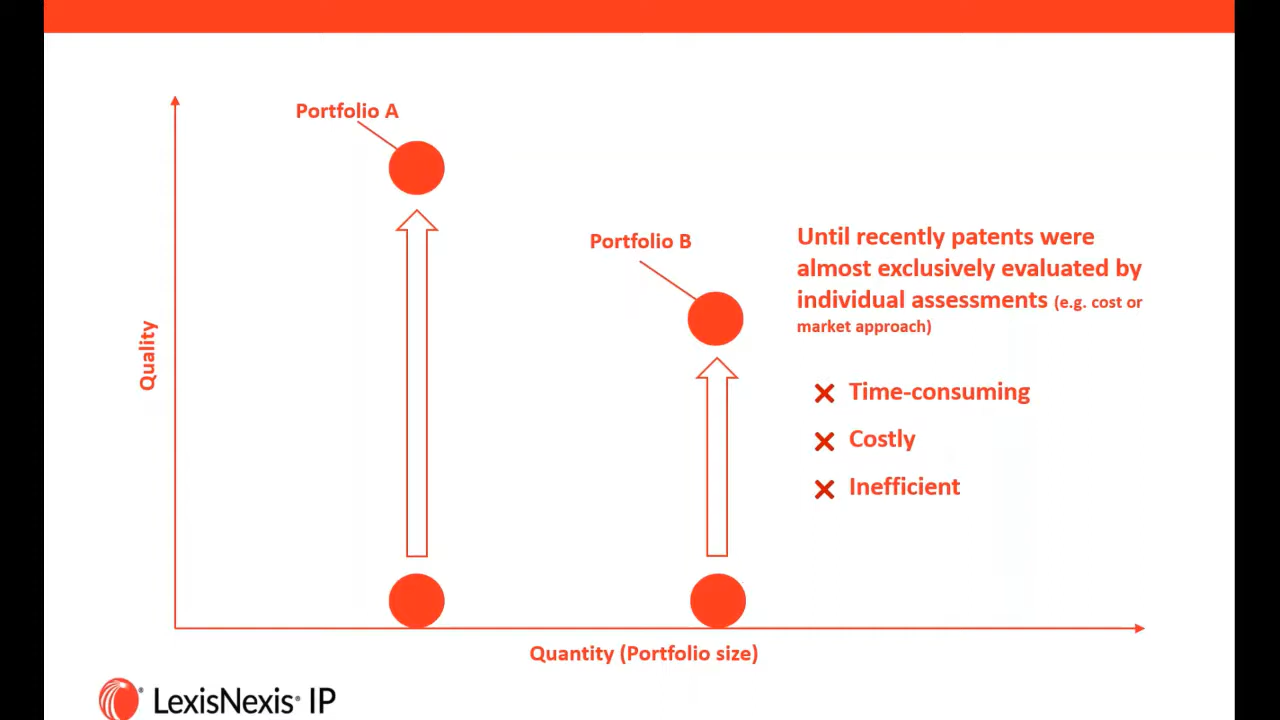 Portfolio A
Portfolio B
Until recently patents were
almost exclusively evaluated by
individual assessments (e.g. cost or
market approach)
Time-consuming
Costly
Inefficient
Quality
Quantity (Portfolio size)
LexisNexis® IP